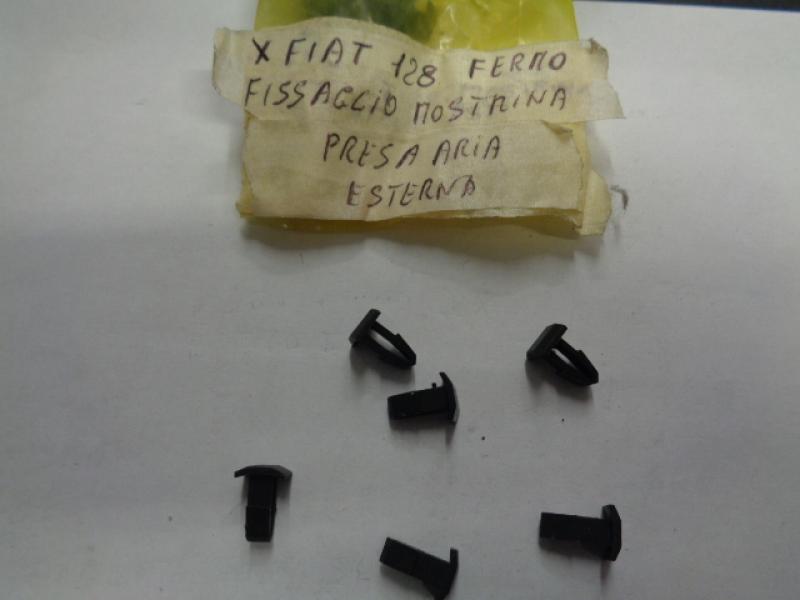 X FIAT 128 FERMO
FISSAGGIO MOSTRINA
PRESA ARIA
ESTERNA